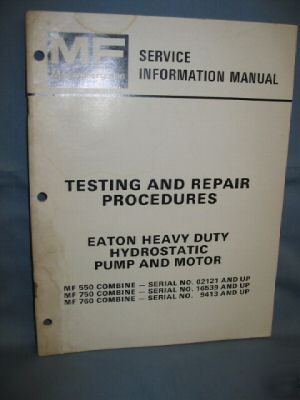 MF
Massey Ferguson
SERVICE
INFORMATION MANUAL
TESTING AND REPAIR
PROCEDURES
EATON HEAVY DUTY
HYDROSTATIC
PUMP AND MOTOR
MF 550 COMBINE — SERIAL NO. 02121 AND UP
MF 750 COMBINE — SERIAL NO. 16539 AND UP
MF 760 COMBINE — SERIAL NO. 9413 AND UP